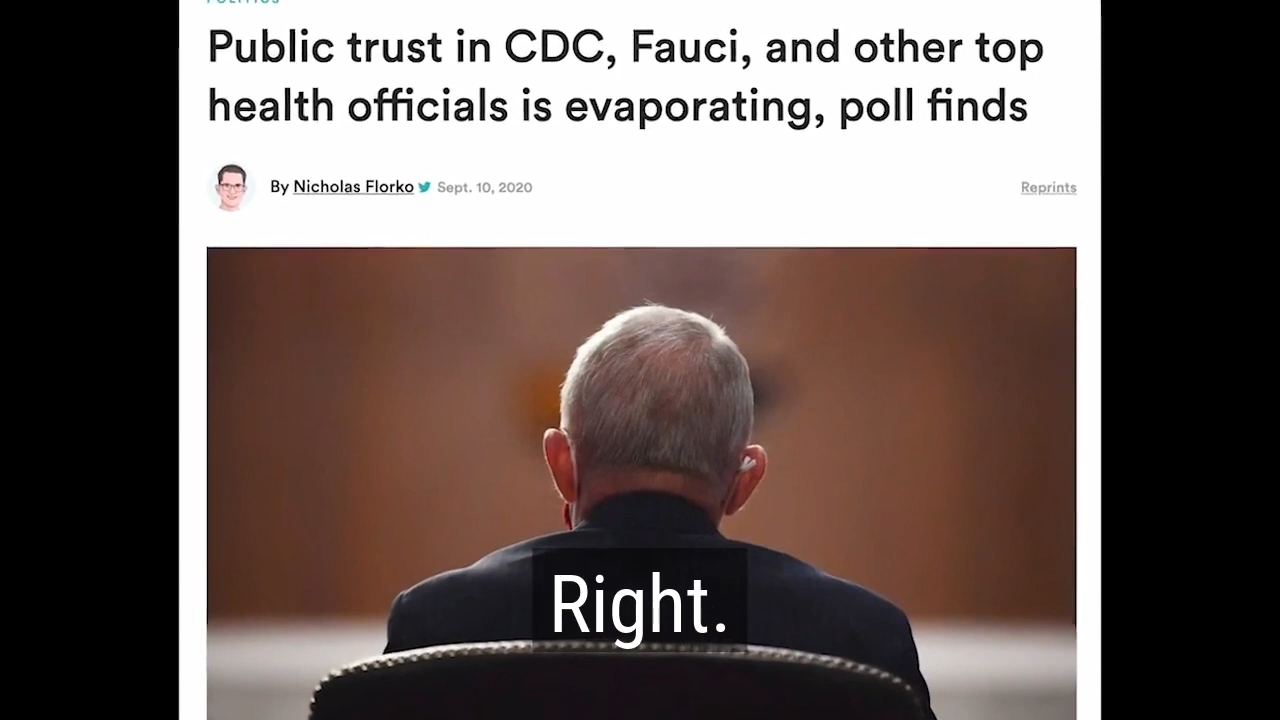 POLITICS
Public trust in CDC, Fauci, and other top
health officials is evaporating, poll finds
By Nicholas Florko Sept. 10, 2020
Reprints
Right.